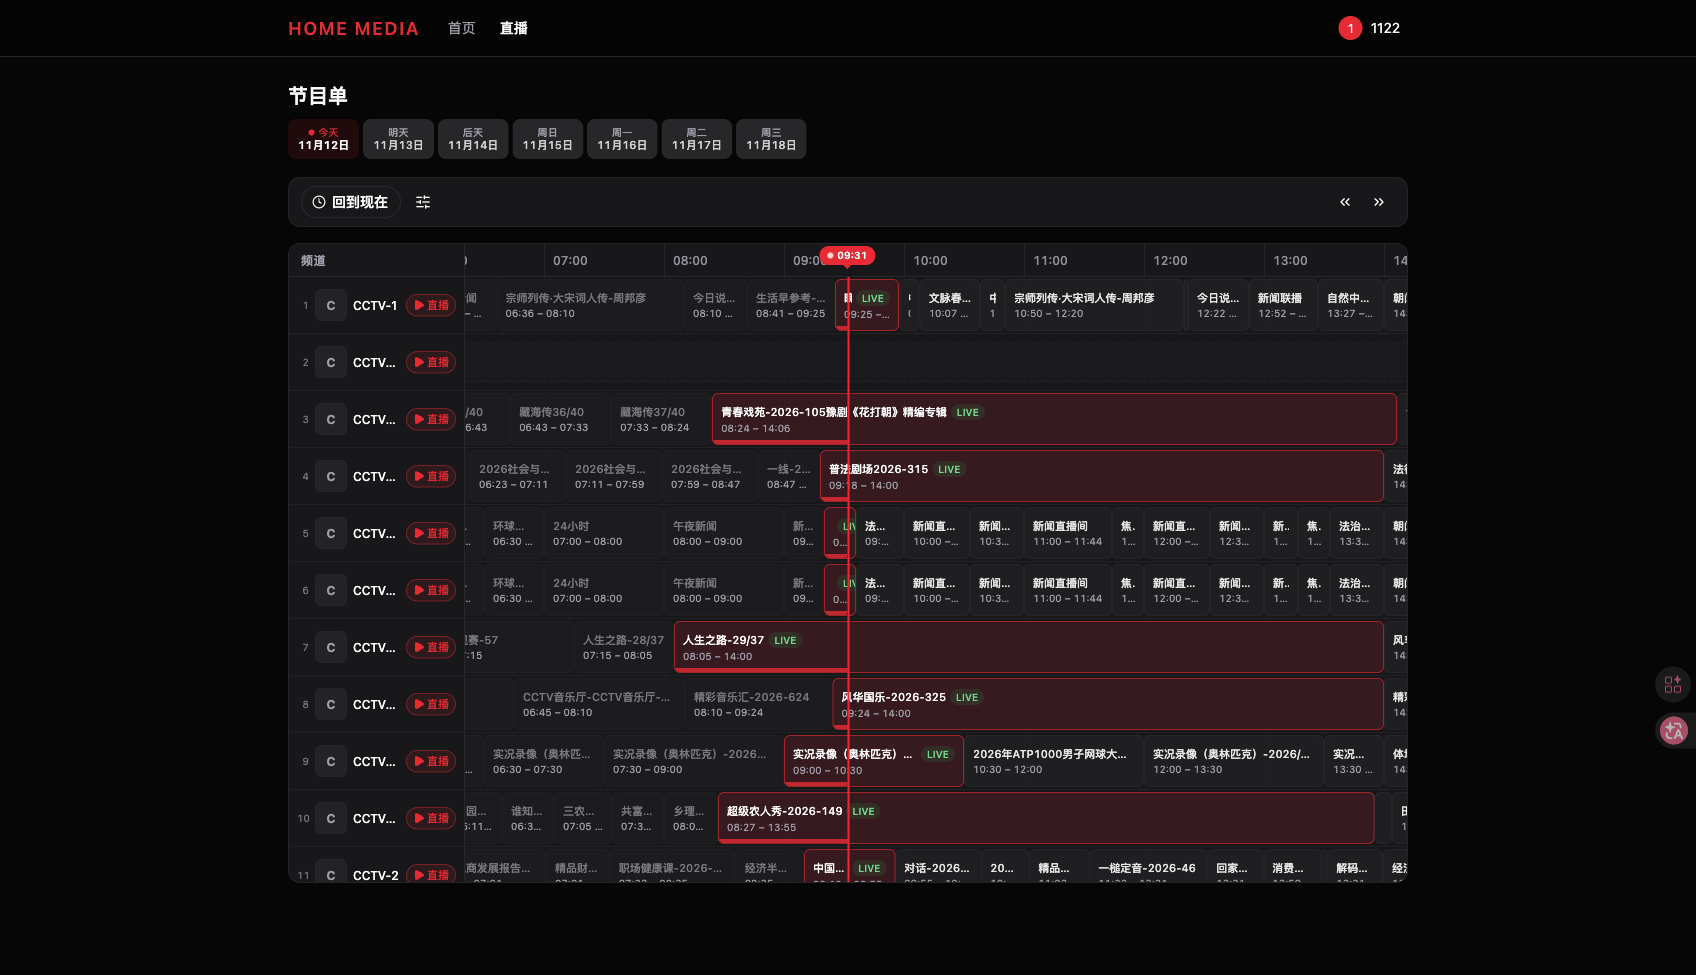 HOME MEDIA 首页 直播 1 1122
节目单
今天 明天 后天 周日 周一 周二 周三
11月12日 11月13日 11月14日 11月15日 11月16日 11月17日 11月18日
回到现在
频道 07:00 08:00 09:0 09:31 10:00 11:00 12:00 13:00 14
1 C CCTV-1 直播 宗师列传·大宋词人传-周邦彦 今日说... 生活早参考-... LIVE 文脉春... 宗师列传·大宋词人传-周邦彦 今日说... 新闻联播 自然中...
06:36 – 08:10 08:10 ... 08:41 – 09:25 09:25 –... 10:07 ... 10:50 – 12:20 12:22 ... 12:52 – ... 13:27 –... 14:
2 C CCTV... 直播
3 C CCTV... 直播 /40 藏海传36/40 藏海传37/40 青春戏苑-2026-105豫剧《花打朝》精编专辑 LIVE
6:43 06:43 – 07:33 07:33 – 08:24 08:24 – 14:06
4 C CCTV... 直播 2026社会与... 2026社会与... 2026社会与... 一线-2... 普法剧场2026-315 LIVE
06:23 – 07:11 07:11 – 07:59 07:59 – 08:47 08:47 ... 09:18 – 14:00 14:
5 C CCTV... 直播 环球... 24小时 午夜新闻 新... 法... 新闻直... 新闻... 新闻直播间 焦.. 新闻直... 新闻... 新.. 焦.. 法治...
06:30 ... 07:00 – 08:00 08:00 – 09:00 09... 0... 09:... 10:00 –... 10:3... 11:00 – 11:44 1... 12:00 –... 12:3... 1... 1... 13:3... 14:
6 C CCTV... 直播 环球... 24小时 午夜新闻 新... 法... 新闻直... 新闻... 新闻直播间 焦.. 新闻直... 新闻... 新.. 焦.. 法治...
06:30 ... 07:00 – 08:00 08:00 – 09:00 09... 0... 09:... 10:00 –... 10:3... 11:00 – 11:44 1... 12:00 –... 12:3... 1... 1... 13:3... 14:
7 C CCTV... 直播 赛-57 人生之路-28/37 人生之路-29/37 LIVE
:15 07:15 – 08:05 08:05 – 14:00 14:
8 C CCTV... 直播 CCTV音乐厅-CCTV音乐厅-... 精彩音乐汇-2026-624 风华国乐-2026-325 LIVE
06:45 – 08:10 08:10 – 09:24 09:24 – 14:00 14:
9 C CCTV... 直播 实况录像（奥林匹... 实况录像（奥林匹克）-2026... 实况录像（奥林匹克）... LIVE 2026年ATP1000男子网球大... 实况录像（奥林匹克）-2026/... 实况...
06:30 – 07:30 07:30 – 09:00 09:00 – 10:30 10:30 – 12:00 12:00 – 13:30 13:30 ... 14:
10 C CCTV... 直播 园... 谁知... 三农... 共富... 乡理... 超级农人秀-2026-149 LIVE
6:11... 06:3... 07:05 ... 07:3... 08:0... 08:27 – 13:55
11 C CCTV-2 直播 商发展报告... 精品财... 职场健康课-2026-... 经济半... 中国... LIVE 对话-2026... 20... 精品... 一槌定音-2026-46 回家... 消费... 解码...